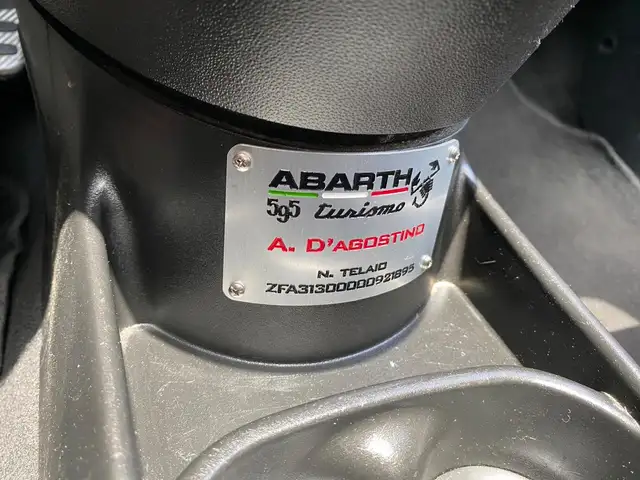 ABARTH
595 turismo
A. D'AGOSTINO
N. TELAIO
ZFA31300000921895